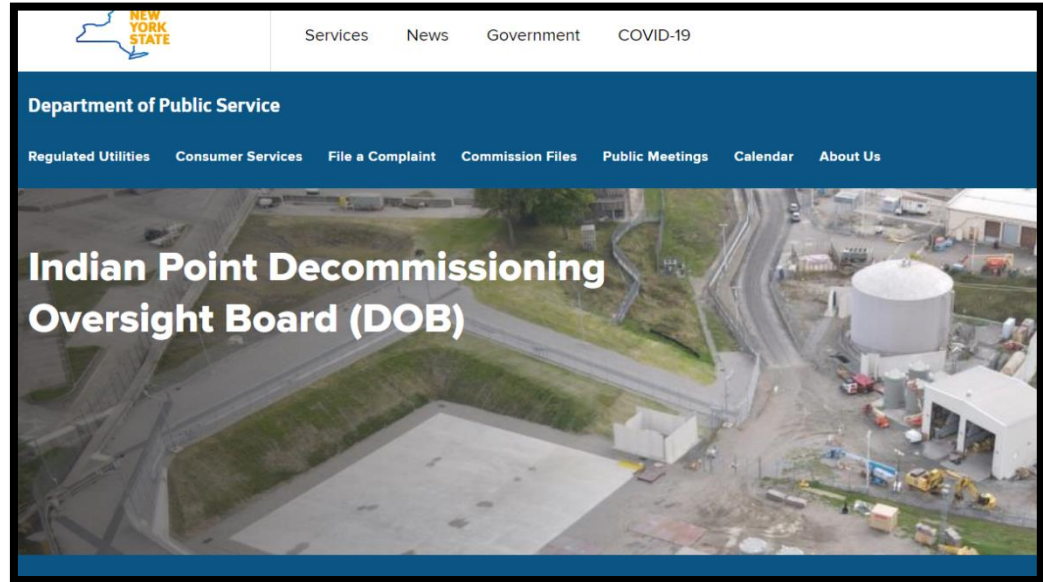 NEW
YORK
STATE
Services News Government COVID-19
Department of Public Service
Regulated Utilities Consumer Services File a Complaint Commission Files Public Meetings Calendar About Us
Indian Point Decommissioning
Oversight Board (DOB)